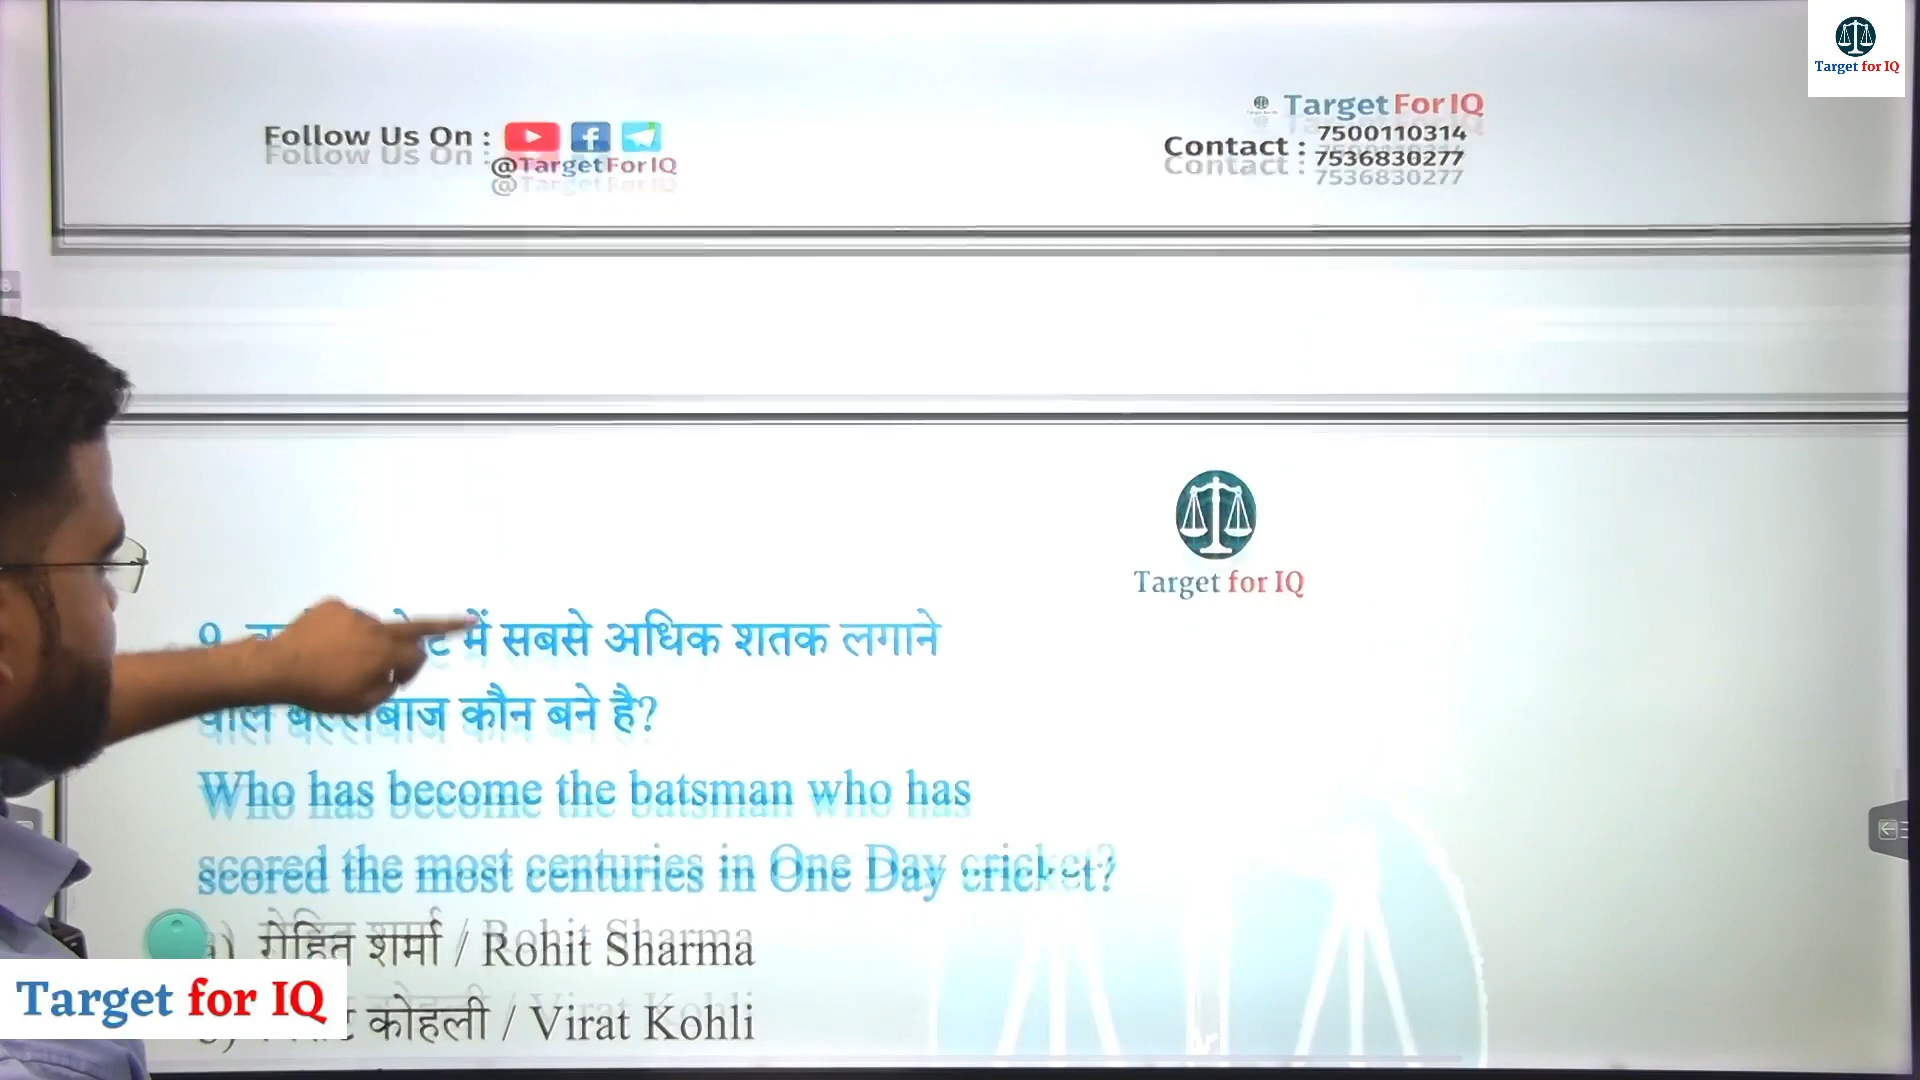 Target for IQ
Follow Us On :
@TargetForIQ
Target For IQ
Contact :
7500110314
7536830277
Target for IQ
9. में सबसे अधिक शतक लगाने
कौन बने है?
Who has become the batsman who has
scored the most centuries in One Day cricket?
a) रोहित शर्मा / Rohit Sharma
कोहली / Virat Kohli
Target for IQ